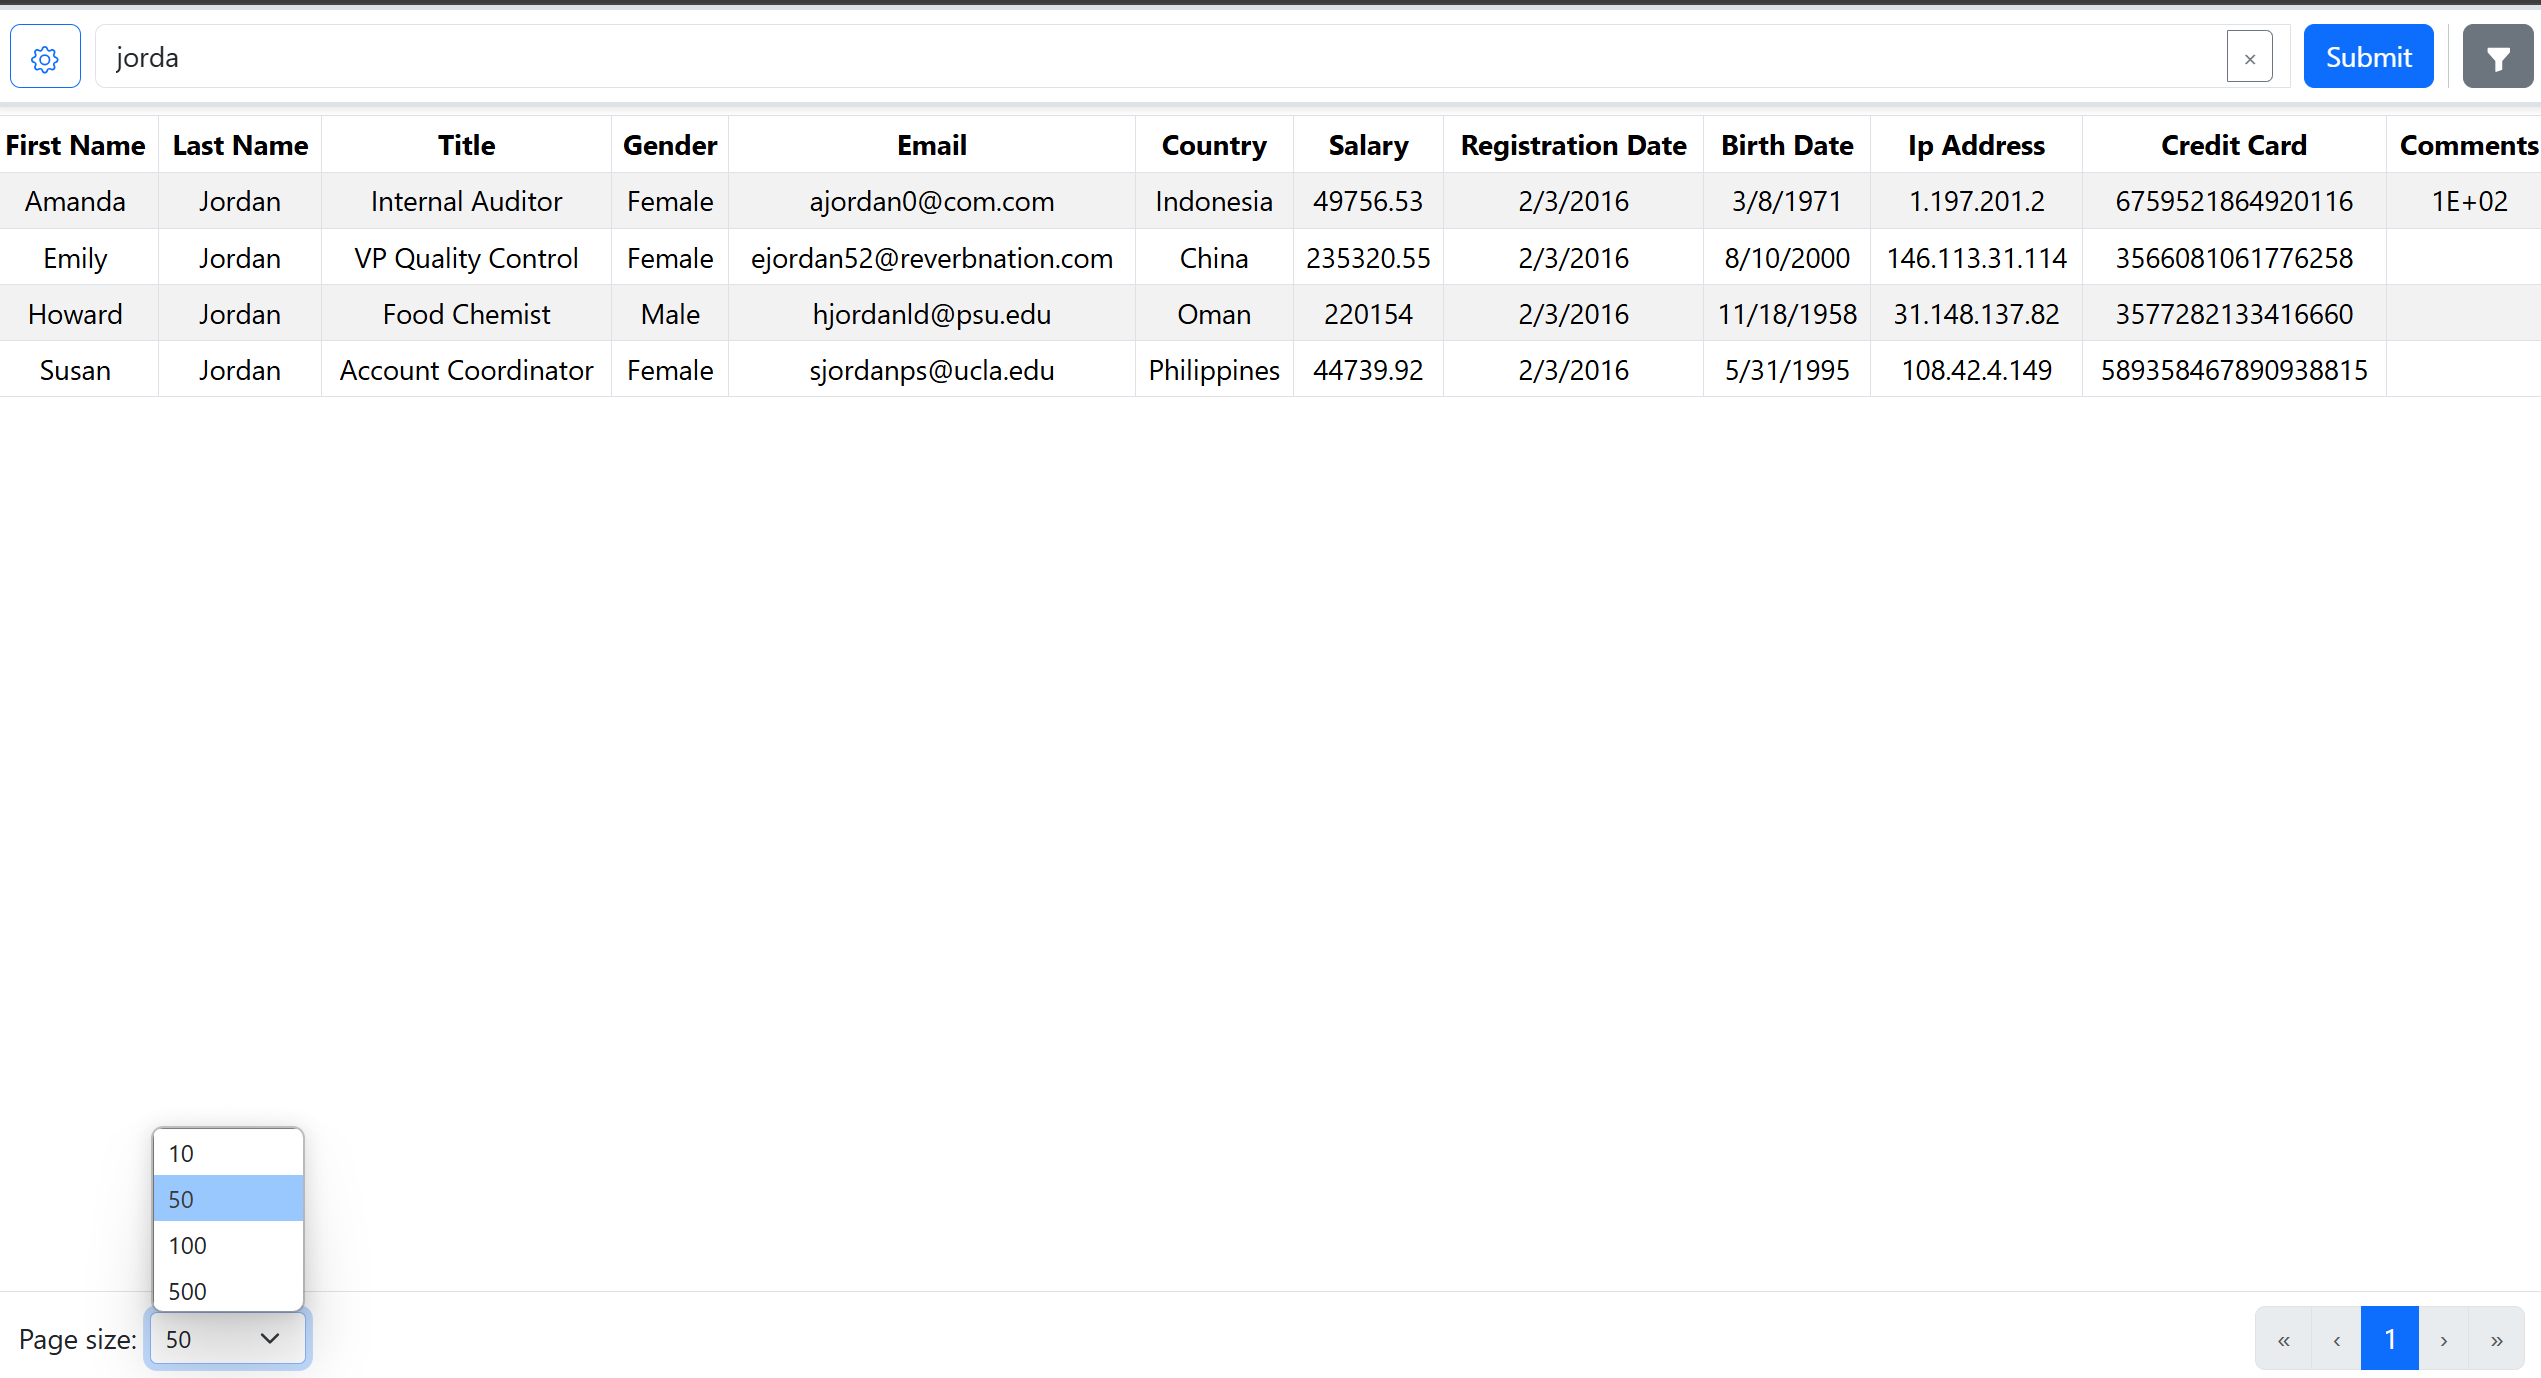 jorda × Submit
First Name Last Name Title Gender Email Country Salary Registration Date Birth Date Ip Address Credit Card Comments
Amanda Jordan Internal Auditor Female ajordan0@com.com Indonesia 49756.53 2/3/2016 3/8/1971 1.197.201.2 6759521864920116 1E+02
Emily Jordan VP Quality Control Female ejordan52@reverbnation.com China 235320.55 2/3/2016 8/10/2000 146.113.31.114 3566081061776258
Howard Jordan Food Chemist Male hjordanld@psu.edu Oman 220154 2/3/2016 11/18/1958 31.148.137.82 3577282133416660
Susan Jordan Account Coordinator Female sjordanps@ucla.edu Philippines 44739.92 2/3/2016 5/31/1995 108.42.4.149 589358467890938815
10
50
100
500
Page size: 50 « ‹ 1 › »